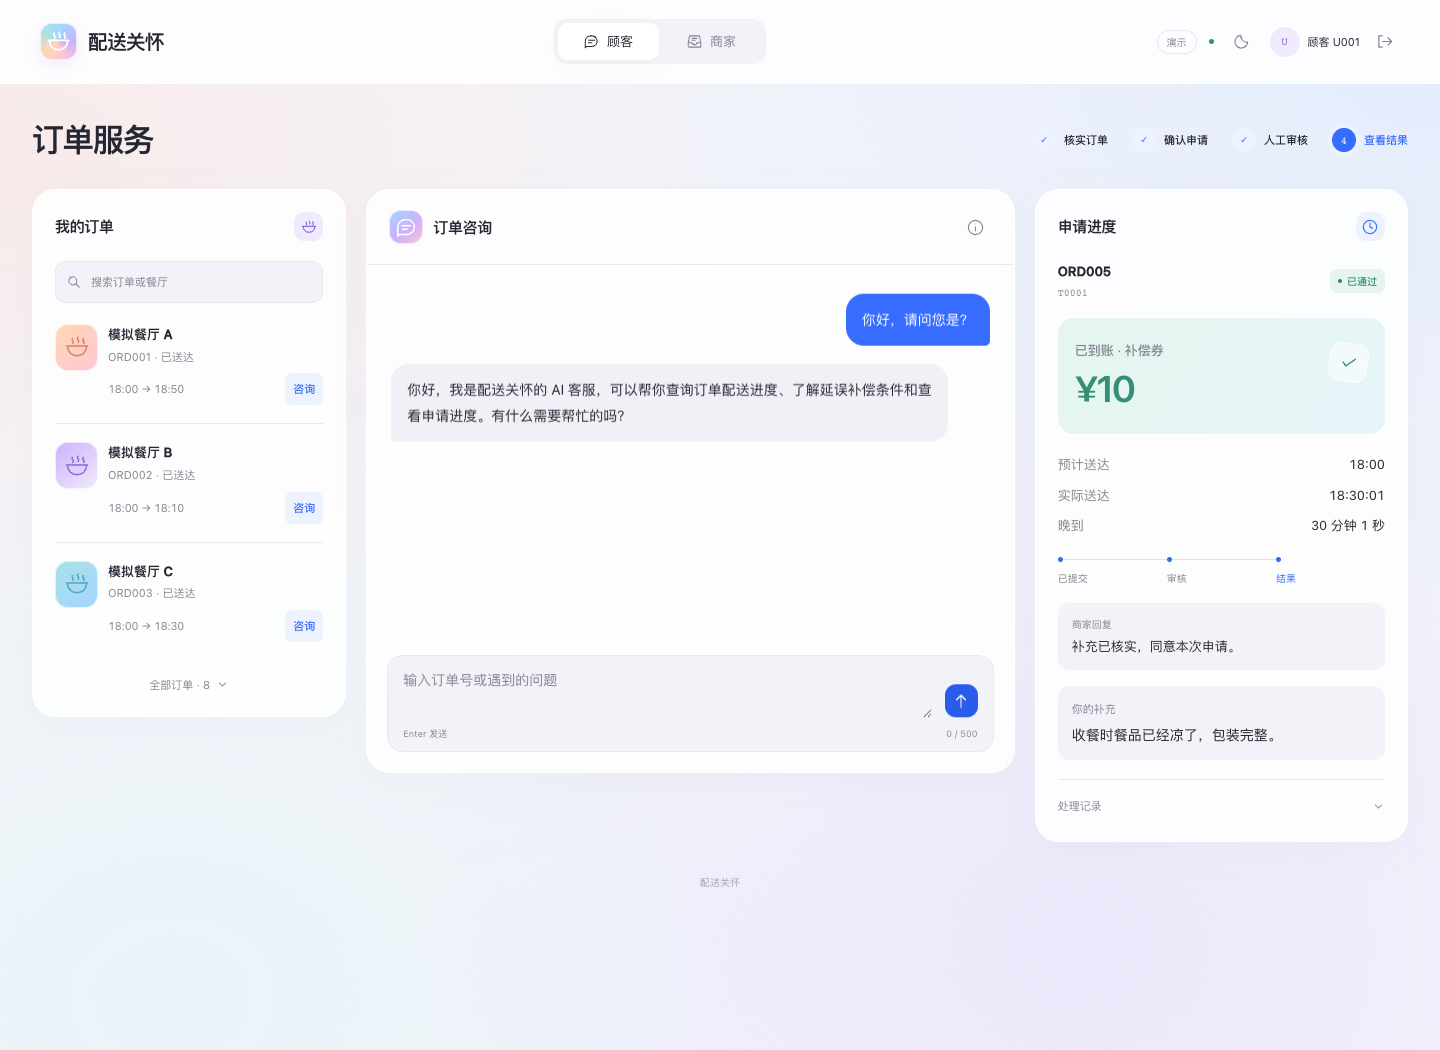 配送关怀
顾客
商家
演示
U
顾客 U001
订单服务
✓ 核实订单
✓ 确认申请
✓ 人工审核
4 查看结果
我的订单
搜索订单或餐厅
模拟餐厅 A
ORD001 · 已送达
18:00 → 18:50
咨询
模拟餐厅 B
ORD002 · 已送达
18:00 → 18:10
咨询
模拟餐厅 C
ORD003 · 已送达
18:00 → 18:30
咨询
全部订单 · 8
订单咨询
你好，请问您是？
你好，我是配送关怀的 AI 客服，可以帮你查询订单配送进度、了解延误补偿条件和查
看申请进度。有什么需要帮忙的吗？
输入订单号或遇到的问题
Enter 发送
0 / 500
申请进度
ORD005
T0001
已通过
已到账 · 补偿券
¥10
预计送达
18:00
实际送达
18:30:01
晚到
30 分钟 1 秒
已提交
审核
结果
商家回复
补充已核实，同意本次申请。
你的补充
收餐时餐品已经凉了，包装完整。
处理记录
配送关怀